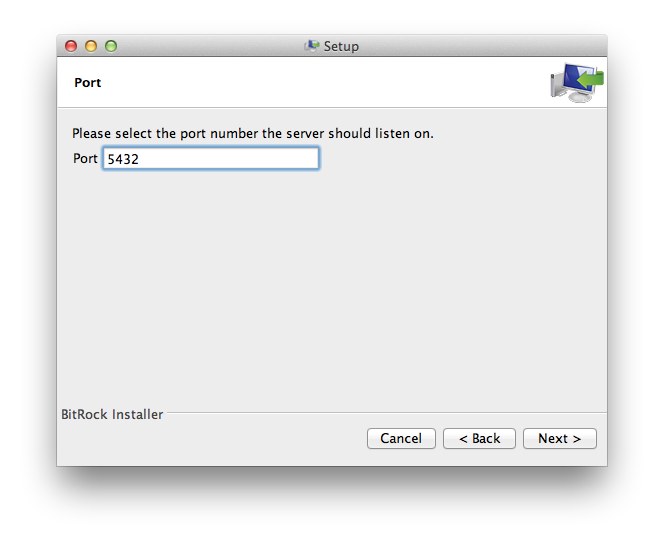 Setup
Port
Please select the port number the server should listen on.
Port 5432
BitRock Installer
Cancel < Back Next >